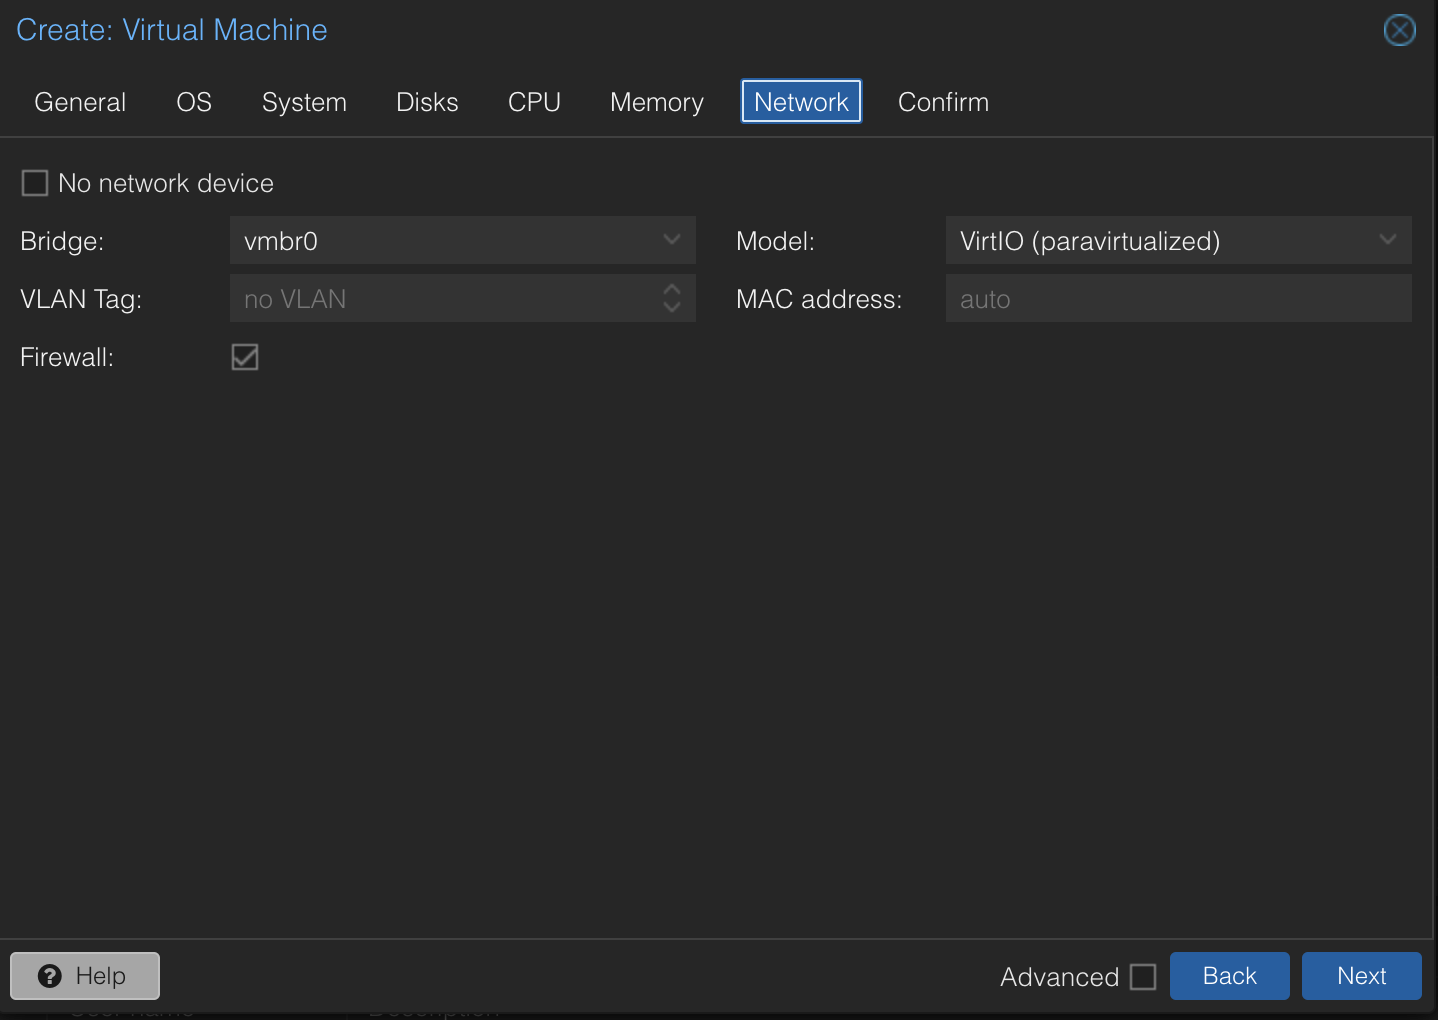 Create: Virtual Machine
General OS System Disks CPU Memory Network Confirm
No network device
Bridge: vmbr0 Model: VirtIO (paravirtualized)
VLAN Tag: no VLAN MAC address: auto
Firewall:
Help Advanced Back Next